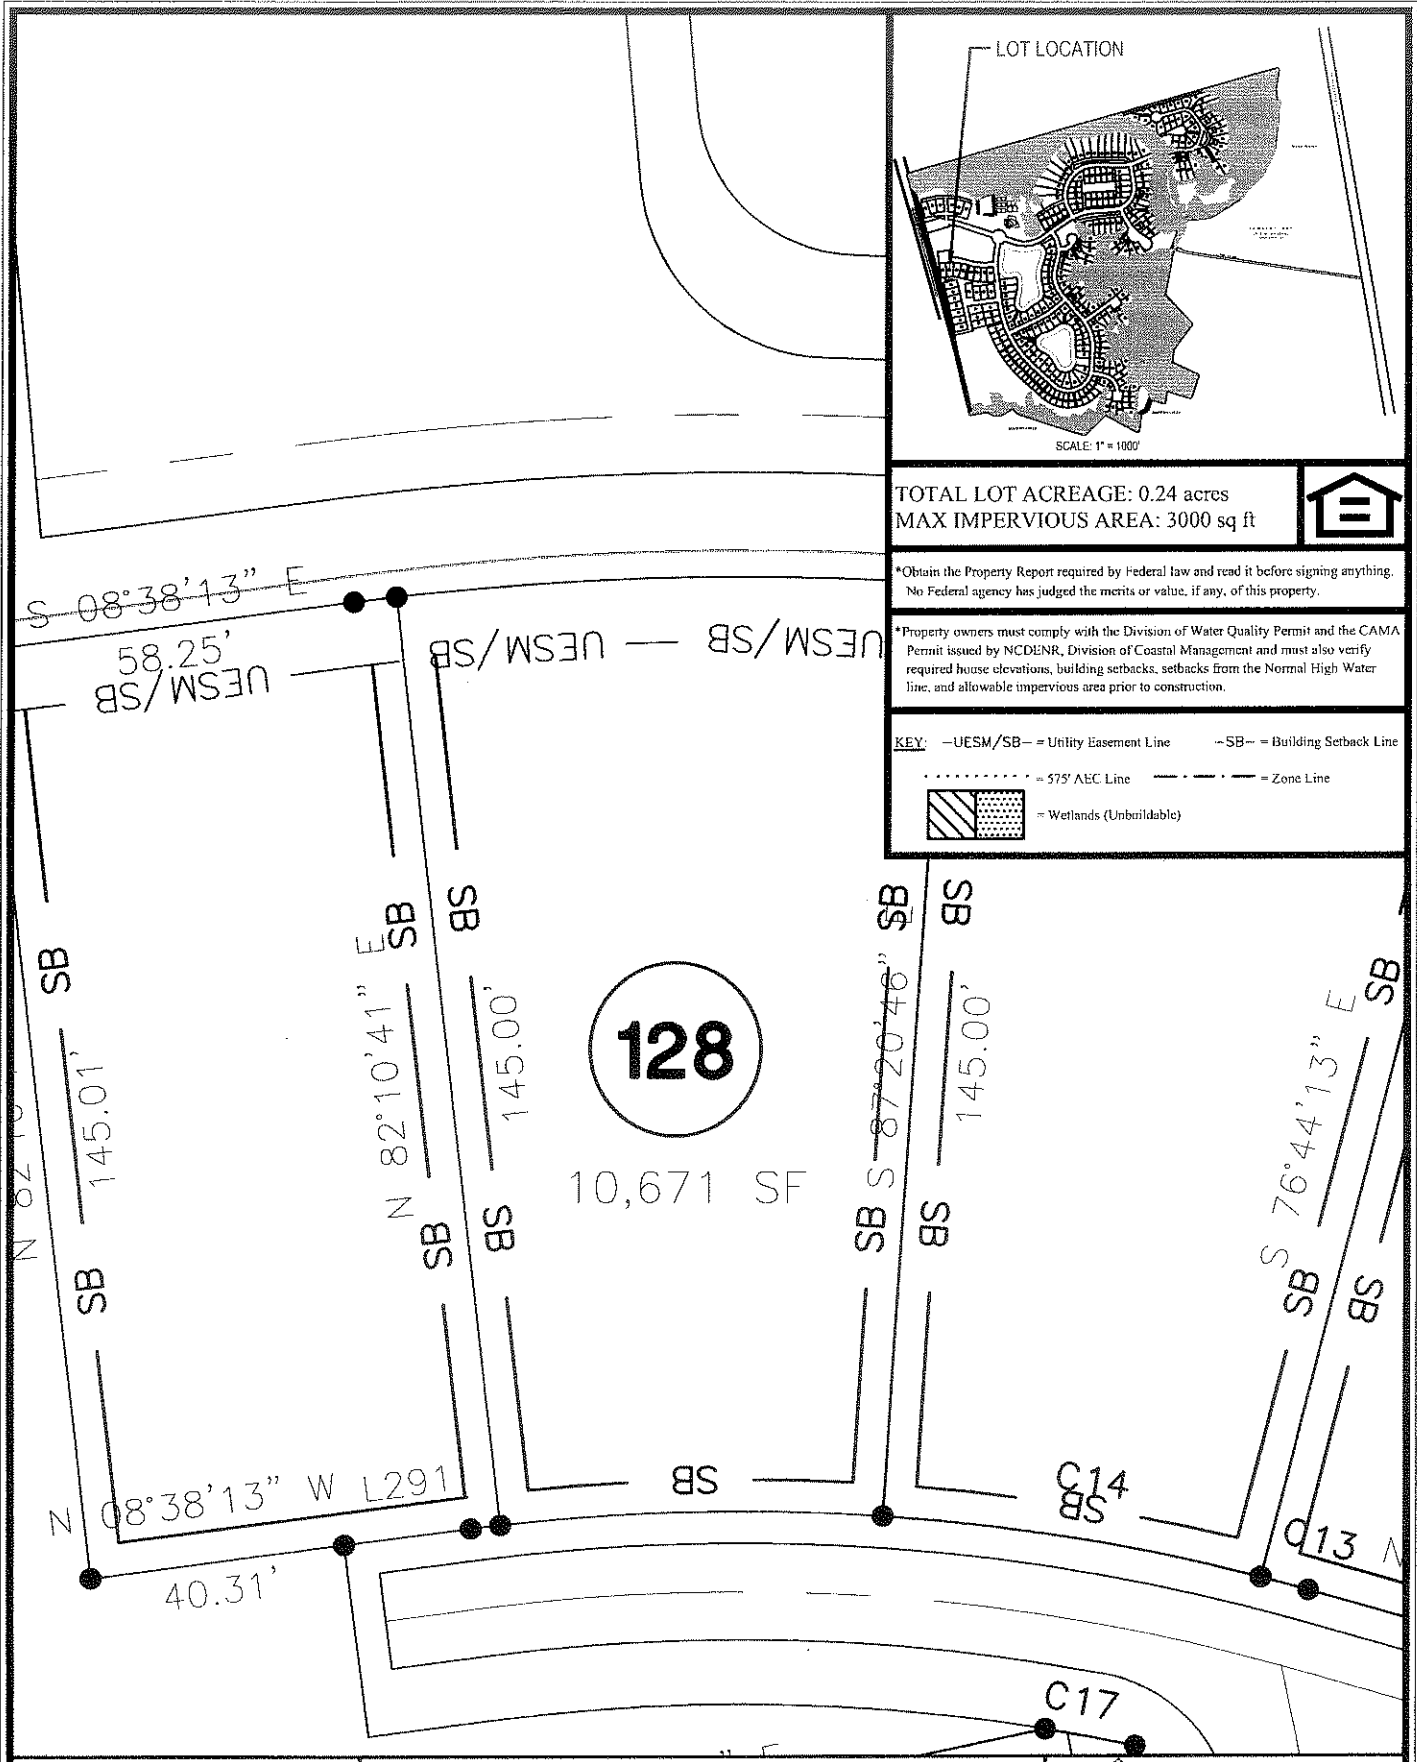 LOT LOCATION
SCALE: 1" = 1000'
TOTAL LOT ACREAGE: 0.24 acres
MAX IMPERVIOUS AREA: 3000 sq ft
*Obtain the Property Report required by Federal law and read it before signing anything.
No Federal agency has judged the merits or value, if any, of this property.
*Property owners must comply with the Division of Water Quality Permit and the CAMA
Permit issued by NCDENR, Division of Coastal Management and must also verify
required house elevations, building setbacks, setbacks from the Normal High Water
line, and allowable impervious area prior to construction.
KEY: —UESM/SB— = Utility Easement Line —SB— = Building Setback Line
= 575' AEC Line = Zone Line
= Wetlands (Unbuildable)
S 08°38'13" E
58.25'
UESM/SB
UESM/SB — UESM/SB
SB
SB
SB
SB
SB
SB
SB
145.01'
N 82°10'41" E
145.00'
128
10,671 SF
S 87°20'46" E
145.00'
S 76°44'13" E
SB
SB
SB
SB
SB
SB
SB
SB
N 08°38'13" W L291
40.31'
SB
C14
SB
C13
C17